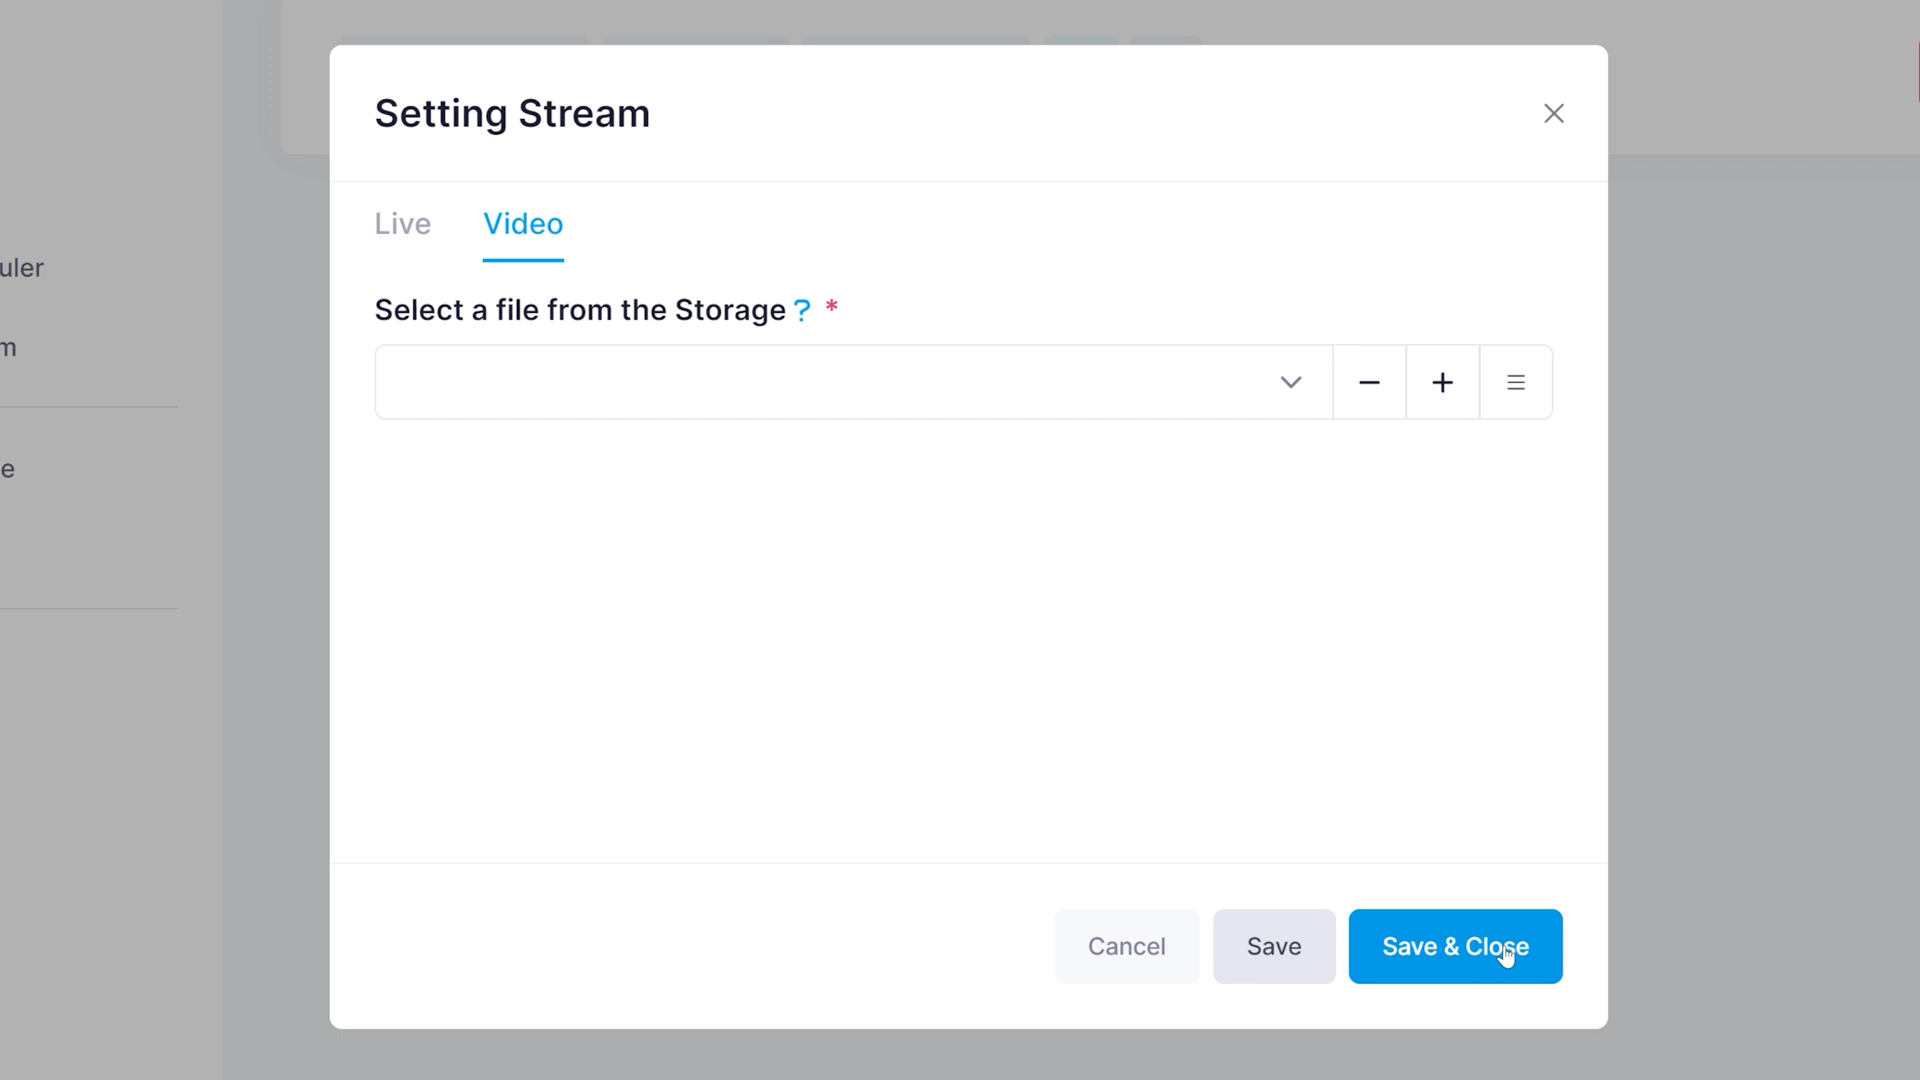 Setting Stream
Live Video
Select a file from the Storage ? *
uler
m
e
Cancel Save Save & Close